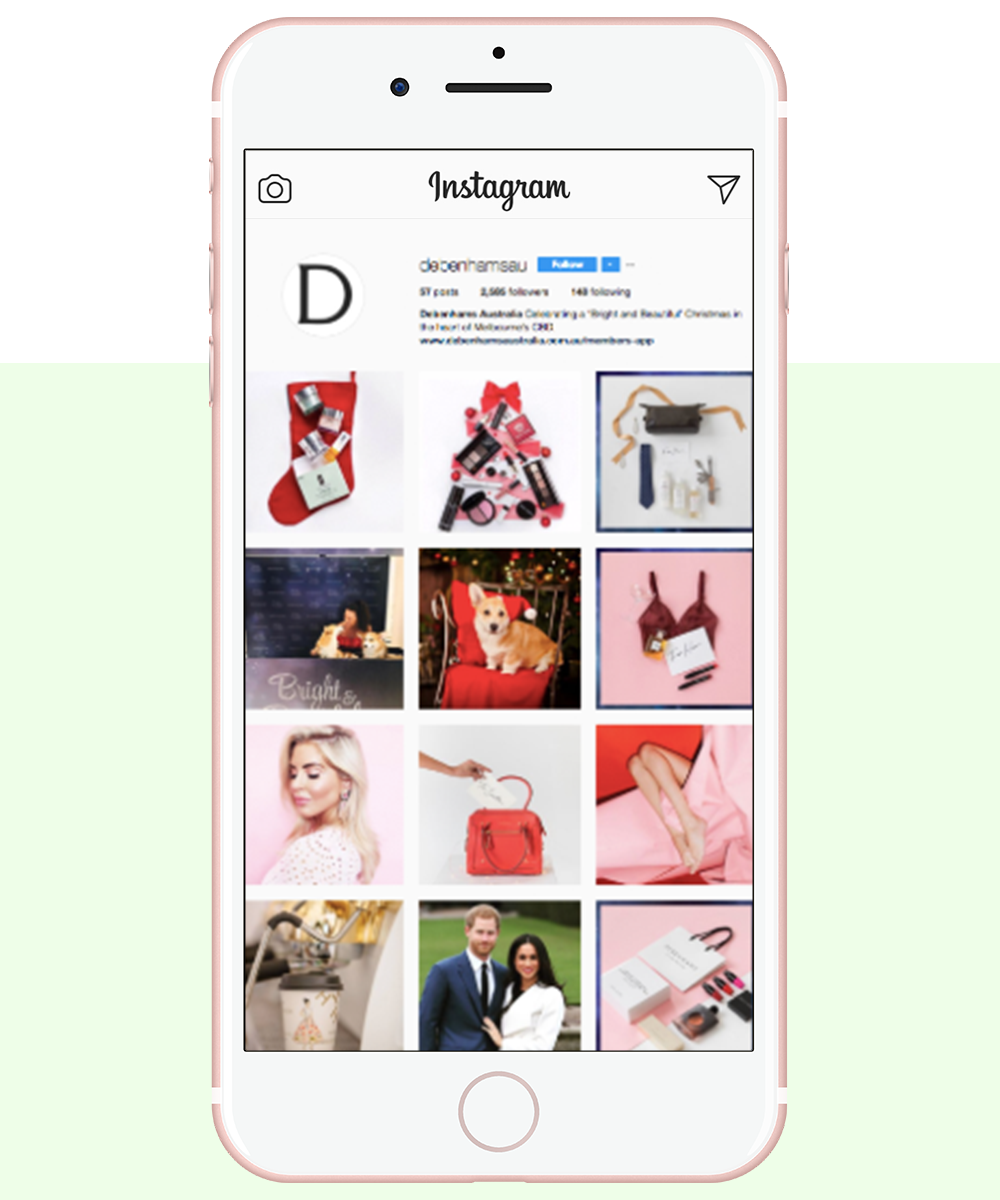 Instagram
D
debenhamsau Follow
57 posts 2,585 followers 148 following
Debenhams Australia Celebrating a 'Bright and Beautiful' Christmas in
the heart of Melbourne's CBD
www.debenhamsaustralia.com.au/members-app
Bright &